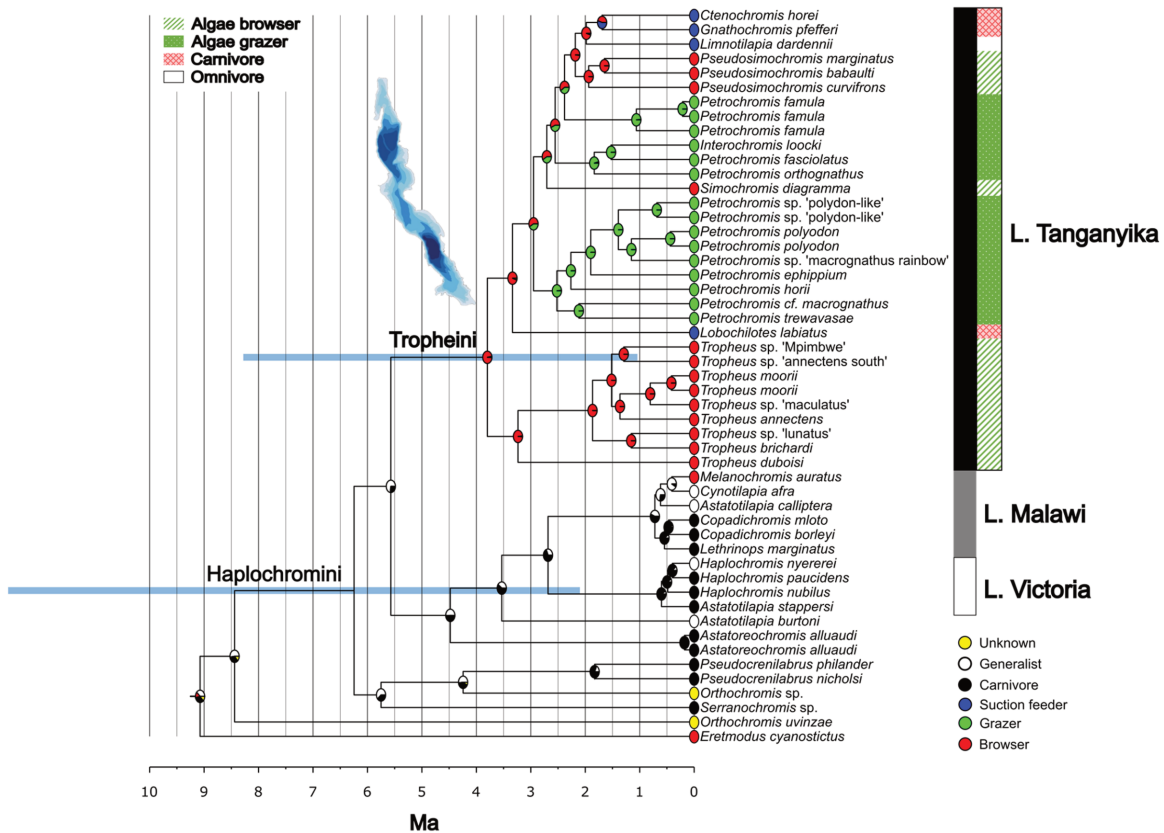 Algae browser
Algae grazer
Carnivore
Omnivore
Ctenochromis horei
Gnathochromis pfefferi
Limnotilapia dardennii
Pseudosimochromis marginatus
Pseudosimochromis babaulti
Pseudosimochromis curvifrons
Petrochromis famula
Petrochromis famula
Petrochromis famula
Interochromis loocki
Petrochromis fasciolatus
Petrochromis orthognathus
Simochromis diagramma
Petrochromis sp. 'polydon-like'
Petrochromis sp. 'polydon-like'
Petrochromis polyodon
Petrochromis polyodon
Petrochromis sp. 'macrognathus rainbow'
Petrochromis ephippium
Petrochromis horii
Petrochromis cf. macrognathus
Petrochromis trewavasae
Lobochilotes labiatus
Tropheus sp. 'Mpimbwe'
Tropheus sp. 'annectens south'
Tropheus moorii
Tropheus moorii
Tropheus sp. 'maculatus'
Tropheus annectens
Tropheus sp. 'lunatus'
Tropheus brichardi
Tropheus duboisi
Melanochromis auratus
Cynotilapia afra
Astatotilapia calliptera
Copadichromis mloto
Copadichromis borleyi
Lethrinops marginatus
Haplochromis nyererei
Haplochromis paucidens
Haplochromis nubilus
Astatotilapia stappersi
Astatotilapia burtoni
Astatoreochromis alluaudi
Astatoreochromis alluaudi
Pseudocrenilabrus philander
Pseudocrenilabrus nicholsi
Orthochromis sp.
Serranochromis sp.
Orthochromis uvinzae
Eretmodus cyanostictus
Tropheini
Haplochromini
L. Tanganyika
L. Malawi
L. Victoria
Unknown
Generalist
Carnivore
Suction feeder
Grazer
Browser
10 9 8 7 6 5 4 3 2 1 0
Ma